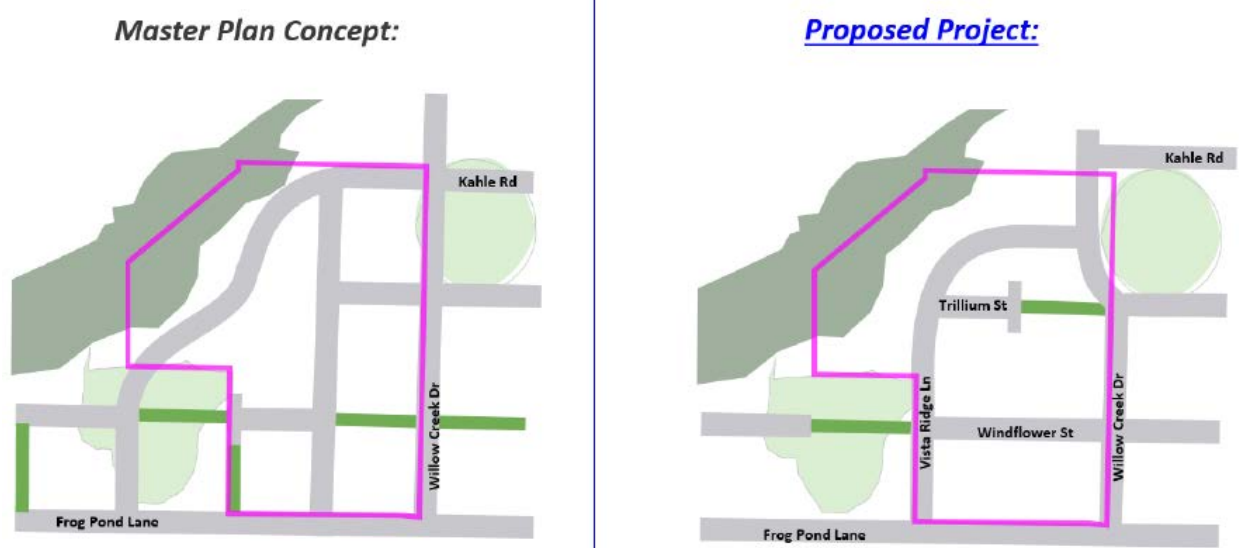 Master Plan Concept:
Kahle Rd
Willow Creek Dr
Frog Pond Lane
Proposed Project:
Kahle Rd
Trillium St
Vista Ridge Ln
Windflower St
Willow Creek Dr
Frog Pond Lane